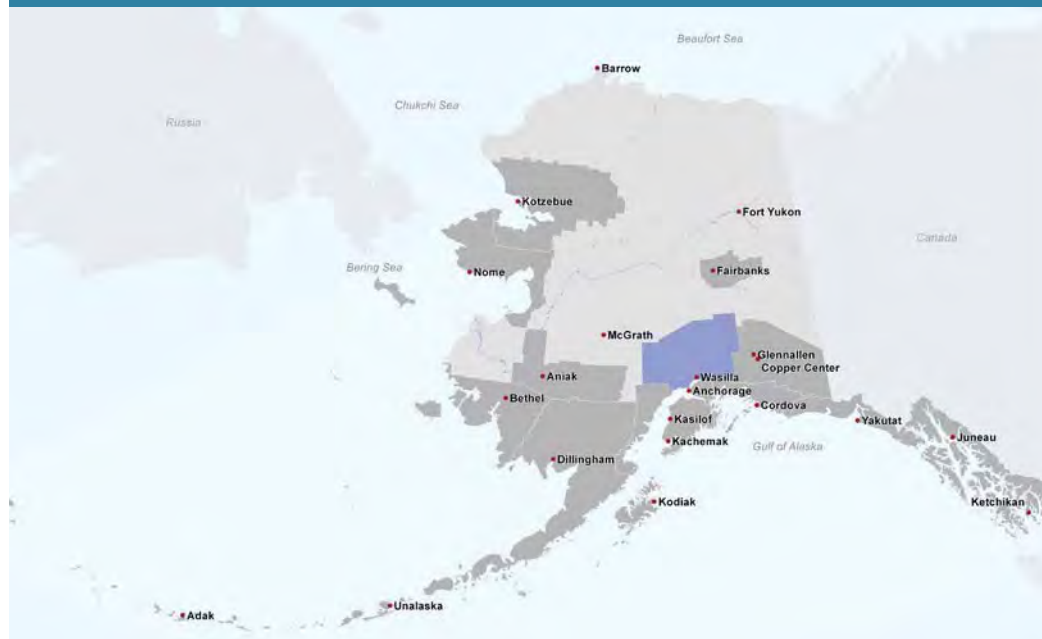 Beaufort Sea
Barrow
Chukchi Sea
Russia
Kotzebue
Fort Yukon
Canada
Bering Sea
Nome
Fairbanks
McGrath
Glennallen
Copper Center
Aniak
Wasilla
Anchorage
Bethel
Cordova
Kasilof
Yakutat
Juneau
Kachemak
Gulf of Alaska
Dillingham
Kodiak
Ketchikan
Unalaska
Adak